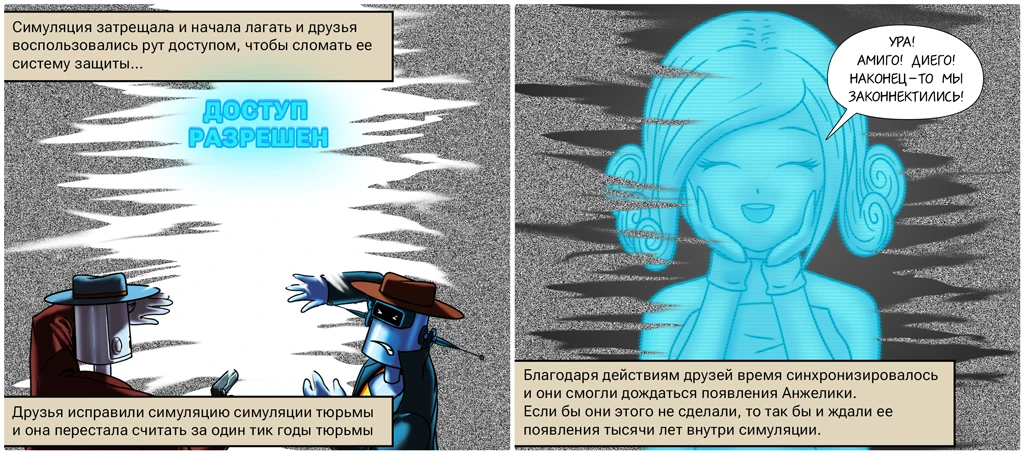 Симуляция затрещала и начала лагать и друзья
воспользовались рут доступом, чтобы сломать ее
систему защиты...
ДОСТУП
РАЗРЕШЕН
Друзья исправили симуляцию симуляции тюрьмы
и она перестала считать за один тик годы тюрьмы
УРА!
АМИГО! ДИЕГО!
НАКОНЕЦ-ТО МЫ
ЗАКОННЕКТИЛИСЬ!
Благодаря действиям друзей время синхронизировалось
и они смогли дождаться появления Анжелики.
Если бы они этого не сделали, то так бы и ждали ее
появления тысячи лет внутри симуляции.